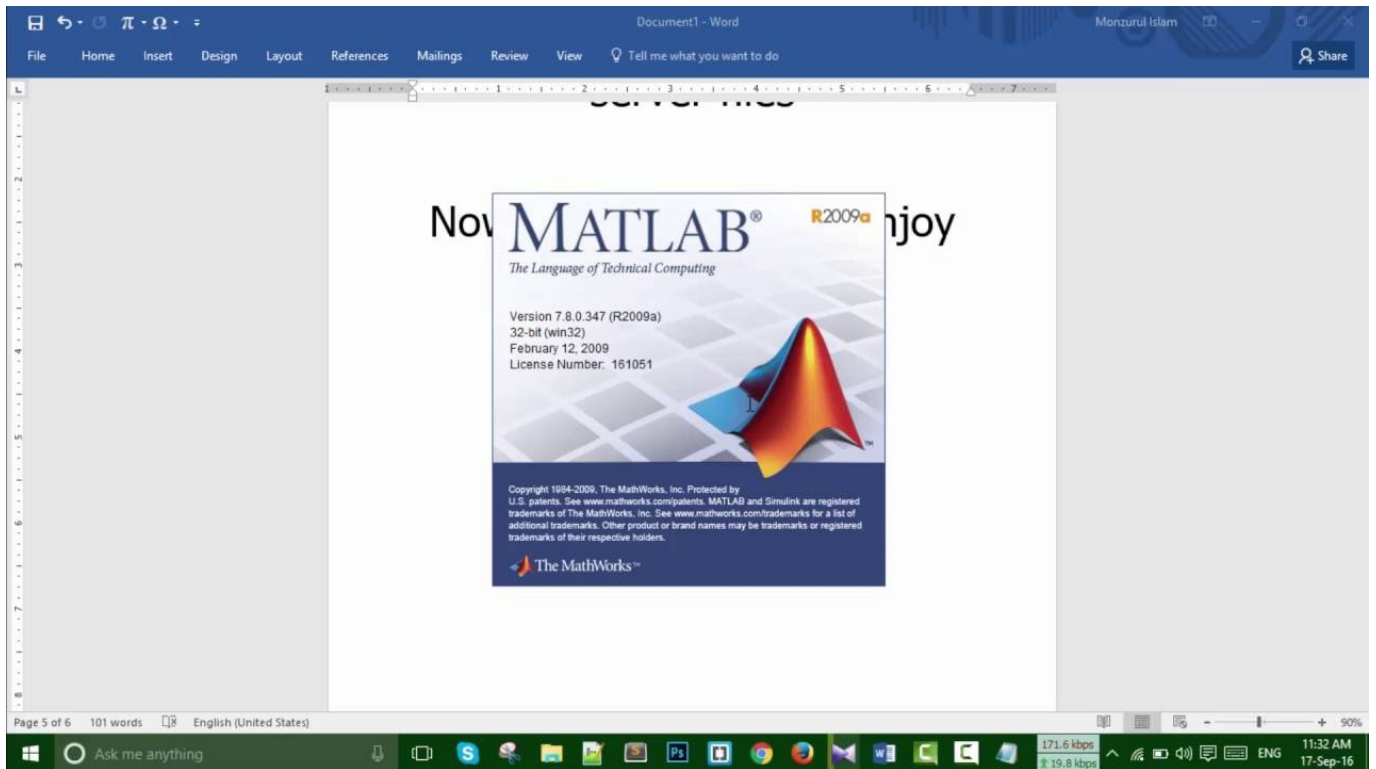 Document1 - Word
Monzurul Islam
File Home Insert Design Layout References Mailings Review View Tell me what you want to do
Share
MATLAB®
R2009a
njoy
The Language of Technical Computing
Version 7.8.0.347 (R2009a)
32-bit (win32)
February 12, 2009
License Number: 161051
Copyright 1984-2009, The MathWorks, Inc. Protected by
U.S. patents. See www.mathworks.com/patents. MATLAB and Simulink are registered
trademarks of The MathWorks, Inc. See www.mathworks.com/trademarks for a list of
additional trademarks. Other product or brand names may be trademarks or registered
trademarks of their respective holders.
The MathWorks™
Page 5 of 6 101 words English (United States) 90%
Ask me anything
171.6 kbps
19.8 kbps
ENG
11:32 AM
17-Sep-16